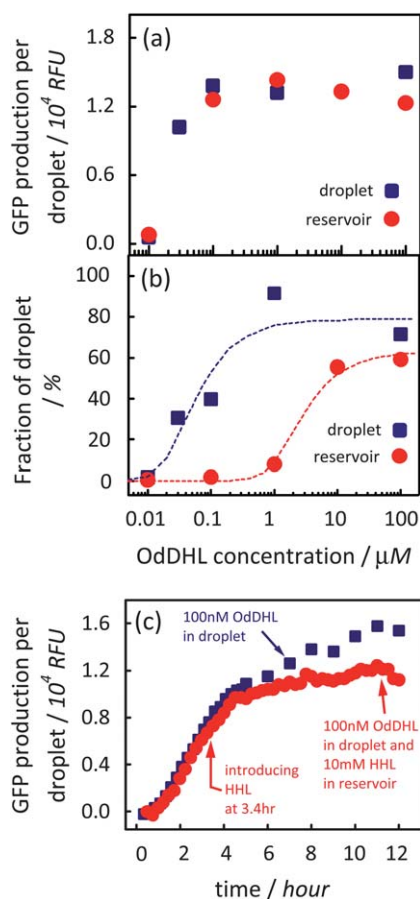 (a)
GFP production per
droplet / 10⁴ RFU
1.8
1.2
0.6
0.0
droplet
reservoir
(b)
Fraction of droplet
/ %
100
80
60
40
20
0
droplet
reservoir
0.01 0.1 1 10 100
OdDHL concentration / μM
(c)
GFP production per
droplet / 10⁴ RFU
1.6
1.2
0.8
0.4
0.0
100nM OdDHL
in droplet
introducing
HHL
at 3.4hr
100nM OdDHL
in droplet and
10mM HHL
in reservoir
0 2 4 6 8 10 12
time / hour